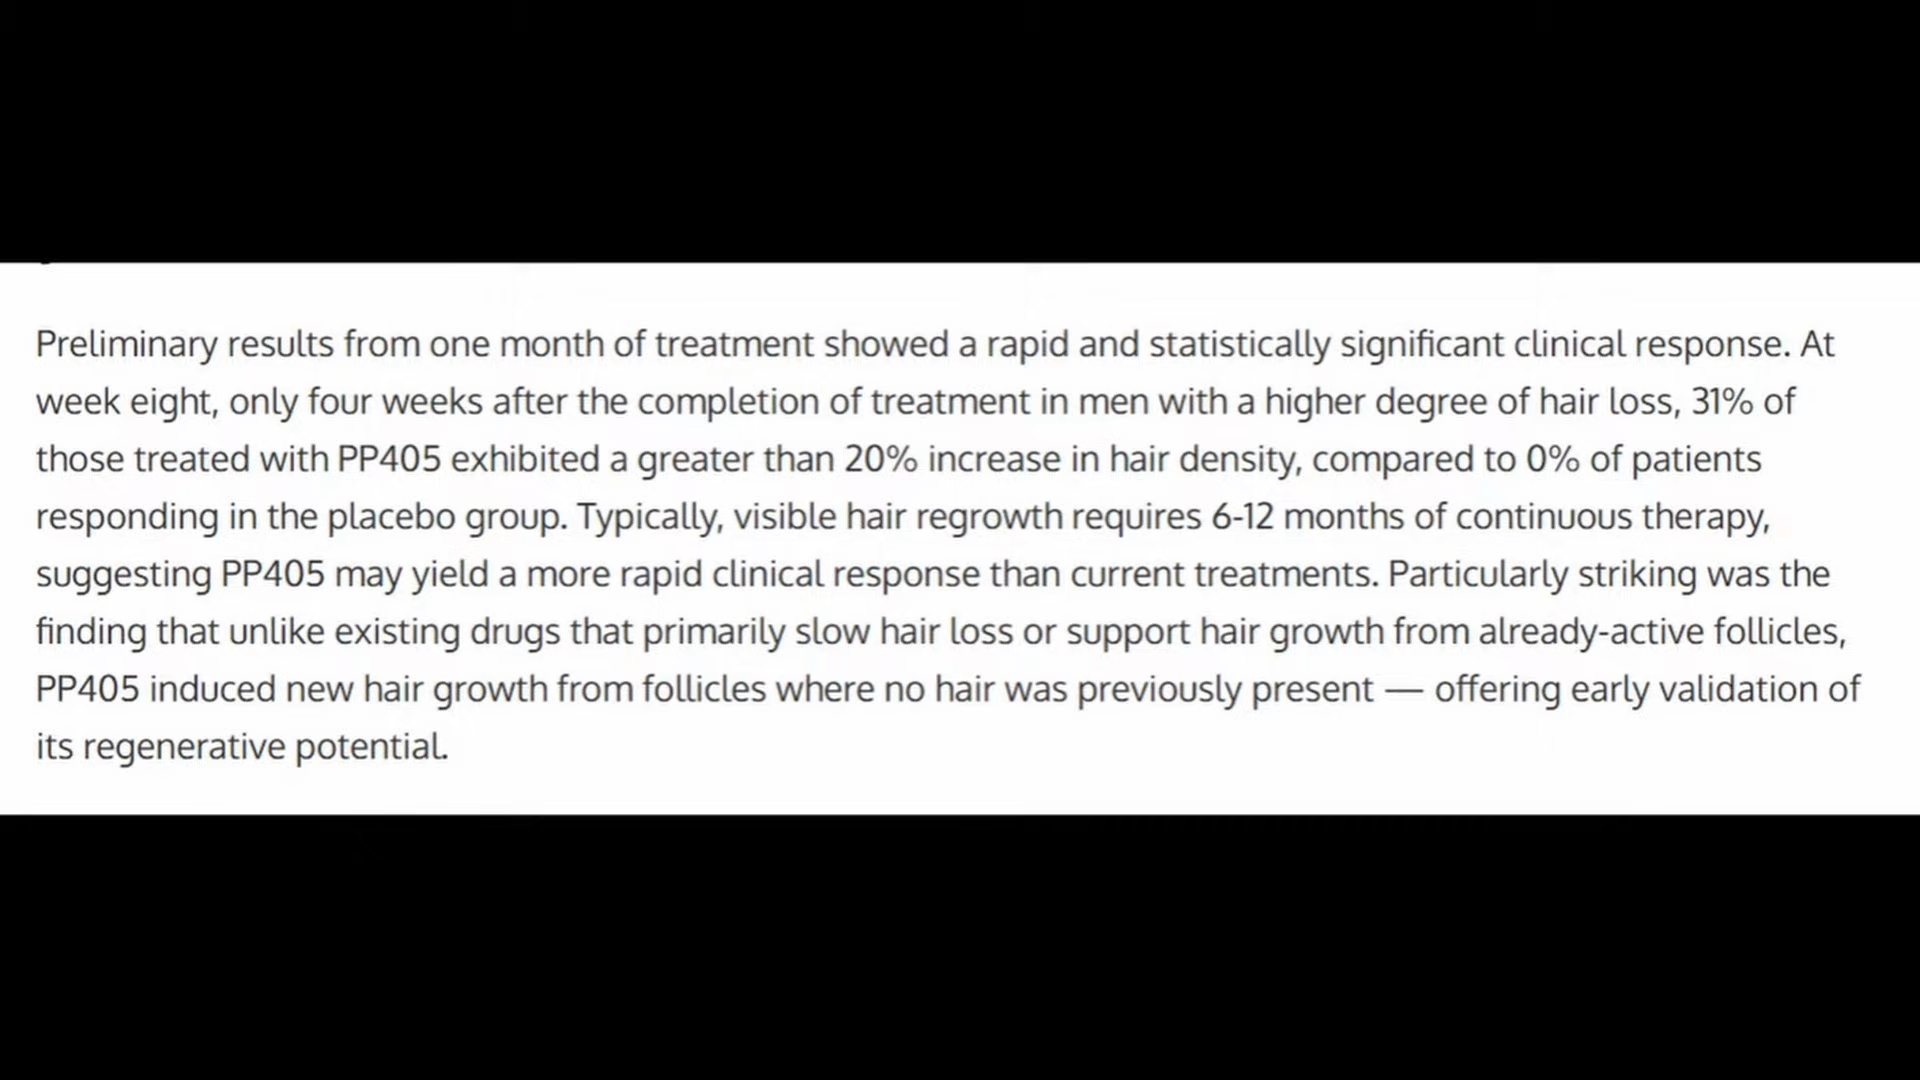 Preliminary results from one month of treatment showed a rapid and statistically significant clinical response. At
week eight, only four weeks after the completion of treatment in men with a higher degree of hair loss, 31% of
those treated with PP405 exhibited a greater than 20% increase in hair density, compared to 0% of patients
responding in the placebo group. Typically, visible hair regrowth requires 6-12 months of continuous therapy,
suggesting PP405 may yield a more rapid clinical response than current treatments. Particularly striking was the
finding that unlike existing drugs that primarily slow hair loss or support hair growth from already-active follicles,
PP405 induced new hair growth from follicles where no hair was previously present — offering early validation of
its regenerative potential.